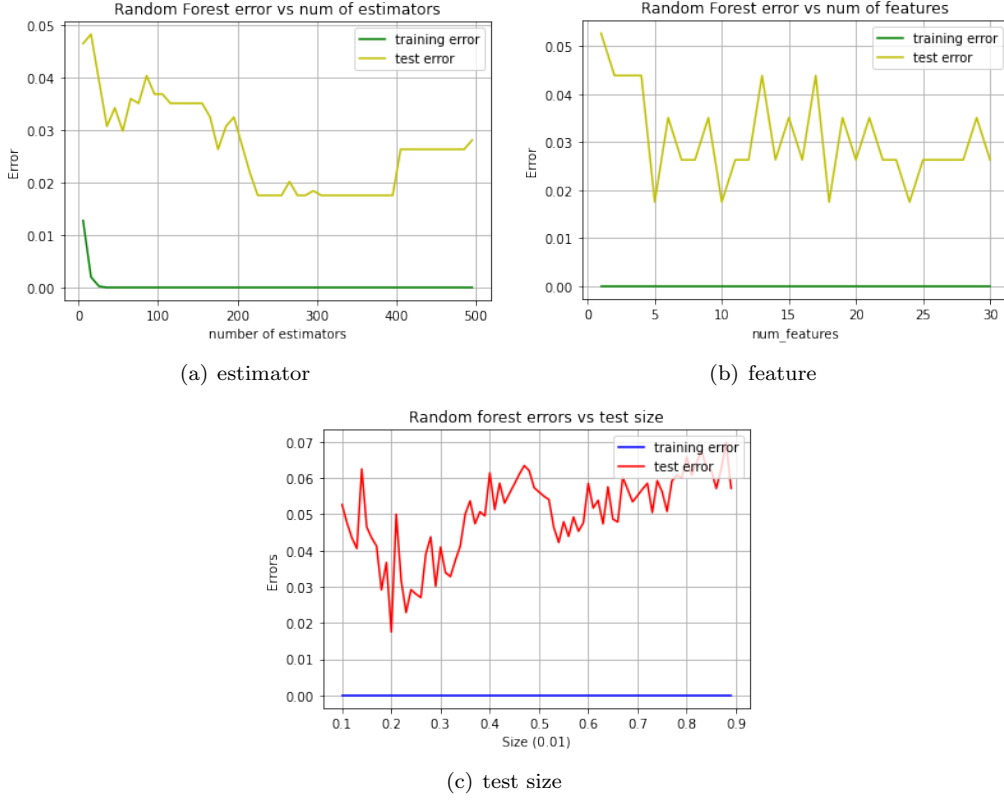 Random Forest error vs num of estimators
0.05
0.04
0.03
0.02
0.01
0.00
Error
training error
test error
0 100 200 300 400 500
number of estimators
(a) estimator
Random Forest error vs num of features
0.05
0.04
0.03
0.02
0.01
0.00
Error
training error
test error
0 5 10 15 20 25 30
num_features
(b) feature
Random forest errors vs test size
0.07
0.06
0.05
0.04
0.03
0.02
0.01
0.00
Errors
training error
test error
0.1 0.2 0.3 0.4 0.5 0.6 0.7 0.8 0.9
Size (0.01)
(c) test size